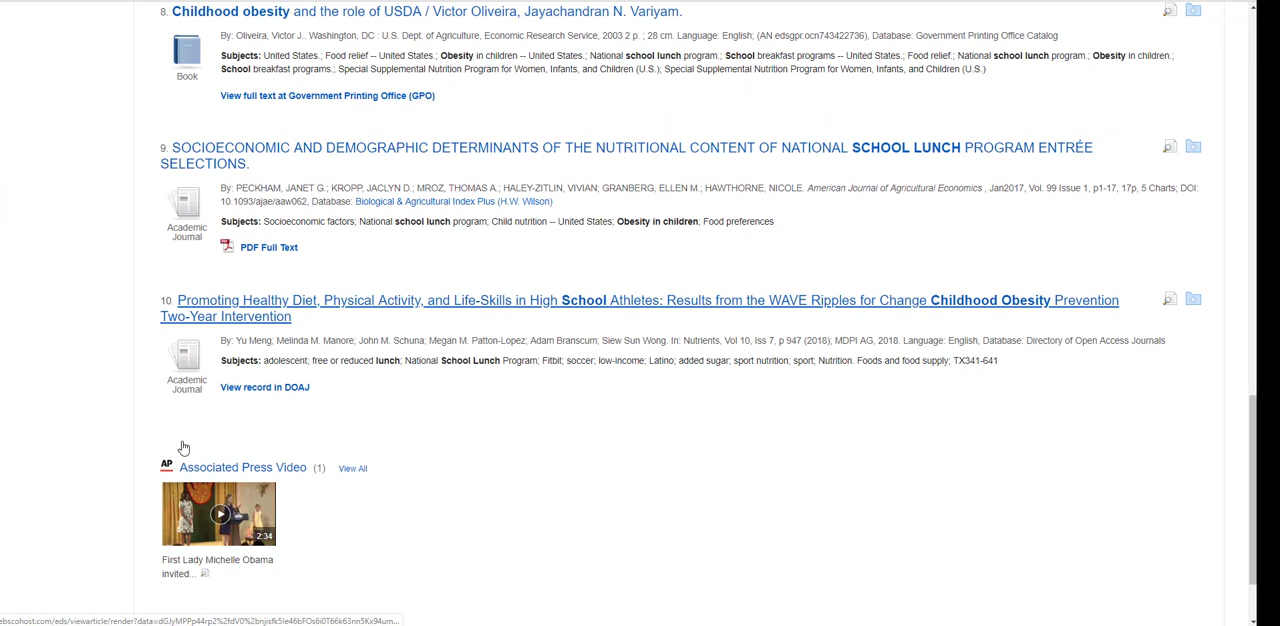 8. Childhood obesity and the role of USDA / Victor Oliveira, Jayachandran N. Variyam.
By: Oliveira, Victor J.. Washington, DC : U.S. Dept. of Agriculture, Economic Research Service, 2003 2 p. ; 28 cm. Language: English; (AN edsgpr.ocn743422736), Database: Government Printing Office Catalog
Subjects: United States.; Food relief -- United States.; Obesity in children -- United States.; National school lunch program.; School breakfast programs -- United States.; Food relief.; National school lunch program.; Obesity in children.;
School breakfast programs.; Special Supplemental Nutrition Program for Women, Infants, and Children (U.S.); Special Supplemental Nutrition Program for Women, Infants, and Children (U.S.)
Book
View full text at Government Printing Office (GPO)
9. SOCIOECONOMIC AND DEMOGRAPHIC DETERMINANTS OF THE NUTRITIONAL CONTENT OF NATIONAL SCHOOL LUNCH PROGRAM ENTRÉE
SELECTIONS.
By: PECKHAM, JANET G.; KROPP, JACLYN D.; MROZ, THOMAS A.; HALEY-ZITLIN, VIVIAN; GRANBERG, ELLEN M.; HAWTHORNE, NICOLE. American Journal of Agricultural Economics , Jan2017, Vol. 99 Issue 1, p1-17, 17p, 5 Charts; DOI:
10.1093/ajae/aaw062, Database: Biological & Agricultural Index Plus (H.W. Wilson)
Subjects: Socioeconomic factors; National school lunch program; Child nutrition -- United States; Obesity in children; Food preferences
Academic
Journal
PDF Full Text
10. Promoting Healthy Diet, Physical Activity, and Life-Skills in High School Athletes: Results from the WAVE Ripples for Change Childhood Obesity Prevention
Two-Year Intervention
By: Yu Meng; Melinda M. Manore; John M. Schuna; Megan M. Patton-Lopez; Adam Branscum; Siew Sun Wong. In: Nutrients, Vol 10, Iss 7, p 947 (2018); MDPI AG, 2018. Language: English, Database: Directory of Open Access Journals
Subjects: adolescent; free or reduced lunch; National School Lunch Program; Fitbit; soccer; low-income; Latino; added sugar; sport nutrition; sport; Nutrition. Foods and food supply; TX341-641
Academic
Journal
View record in DOAJ
AP Associated Press Video (1) View All
2:34
First Lady Michelle Obama
invited...
ebscohost.com/eds/viewarticle/render?data=dGJyMPPp44rp2%2fdV0%2bnjisfk5Ie46bFOs6i0T66k63nn5Kx94um...